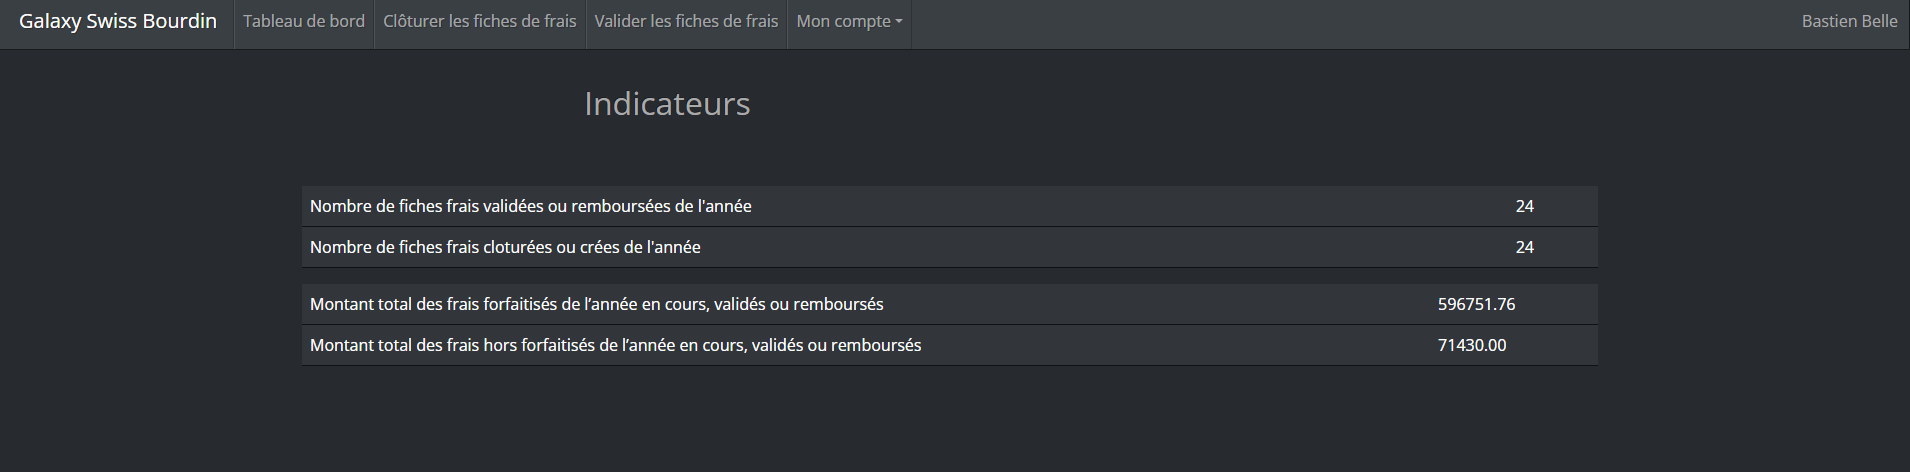 Galaxy Swiss Bourdin Tableau de bord Clôturer les fiches de frais Valider les fiches de frais Mon compte Bastien Belle
Indicateurs
Nombre de fiches frais validées ou remboursées de l'année 24
Nombre de fiches frais cloturées ou crées de l'année 24
Montant total des frais forfaitisés de l’année en cours, validés ou remboursés 596751.76
Montant total des frais hors forfaitisés de l’année en cours, validés ou remboursés 71430.00